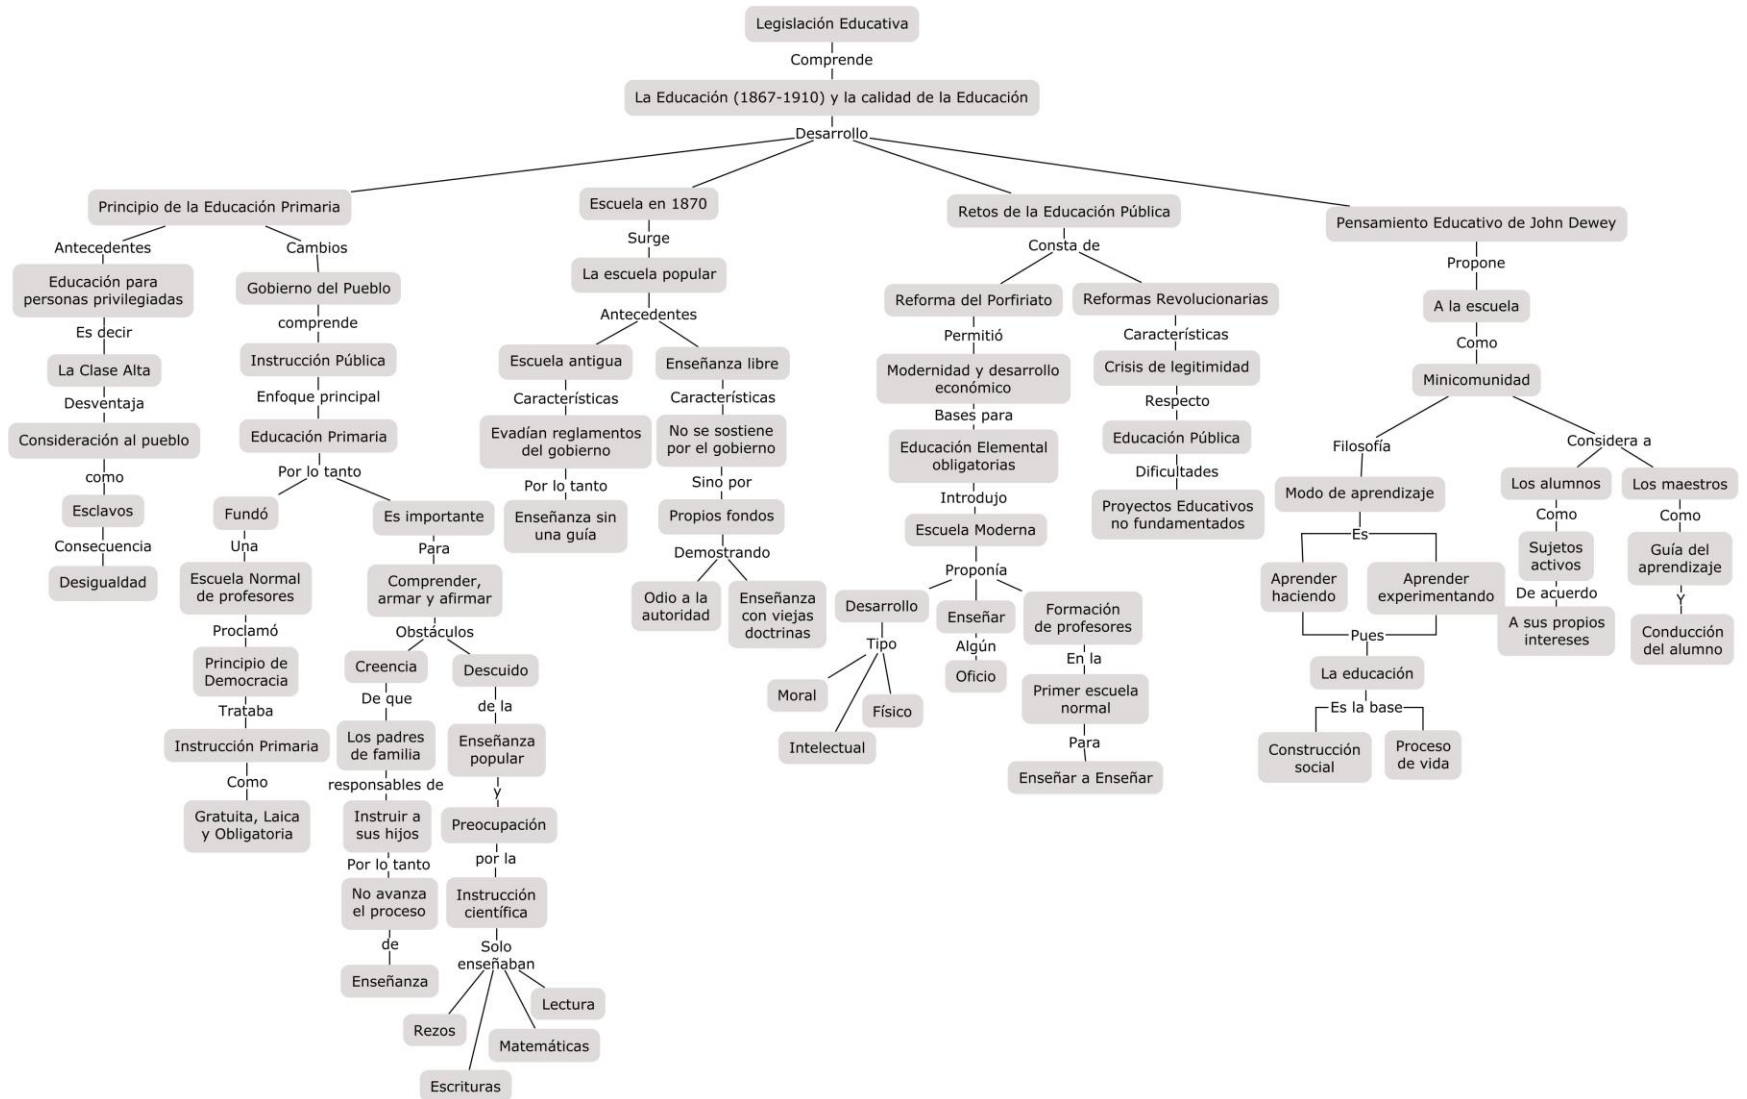 Legislación Educativa
Comprende
La Educación (1867-1910) y la calidad de la Educación
Desarrollo
Principio de la Educación Primaria
Antecedentes
Educación para
personas privilegiadas
Es decir
La Clase Alta
Desventaja
Consideración al pueblo
como
Esclavos
Consecuencia
Desigualdad
Cambios
Gobierno del Pueblo
comprende
Instrucción Pública
Enfoque principal
Educación Primaria
Por lo tanto
Fundó
Una
Escuela Normal
de profesores
Proclamó
Principio de
Democracia
Trataba
Instrucción Primaria
Como
Gratuita, Laica
y Obligatoria
Es importante
Para
Comprender,
armar y afirmar
Obstáculos
Creencia
De que
Los padres
de familia
responsables de
Instruir a
sus hijos
Por lo tanto
No avanza
el proceso
de
Enseñanza
Descuido
de la
Enseñanza
popular
y
Preocupación
por la
Instrucción
científica
Solo
enseñaban
Rezos
Escrituras
Matemáticas
Lectura
Escuela en 1870
Surge
La escuela popular
Antecedentes
Escuela antigua
Características
Evadían reglamentos
del gobierno
Por lo tanto
Enseñanza sin
una guía
Enseñanza libre
Características
No se sostiene
por el gobierno
Sino por
Propios fondos
Demostrando
Odio a la
autoridad
Enseñanza
con viejas
doctrinas
Retos de la Educación Pública
Consta de
Reforma del Porfiriato
Permitió
Modernidad y desarrollo
económico
Bases para
Educación Elemental
obligatorias
Introdujo
Escuela Moderna
Proponía
Desarrollo
Tipo
Moral
Intelectual
Físico
Enseñar
Algún
Oficio
Formación
de profesores
En la
Primer escuela
normal
Para
Enseñar a Enseñar
Reformas Revolucionarias
Características
Crisis de legitimidad
Respecto
Educación Pública
Dificultades
Proyectos Educativos
no fundamentados
Pensamiento Educativo de John Dewey
Propone
A la escuela
Como
Minicomunidad
Filosofía
Modo de aprendizaje
Es
Aprender
haciendo
Aprender
experimentando
Pues
La educación
Es la base
Construcción
social
Proceso
de vida
Considera a
Los alumnos
Como
Sujetos
activos
De acuerdo
A sus propios
intereses
Los maestros
Como
Guía del
aprendizaje
Y
Conducción
del alumno